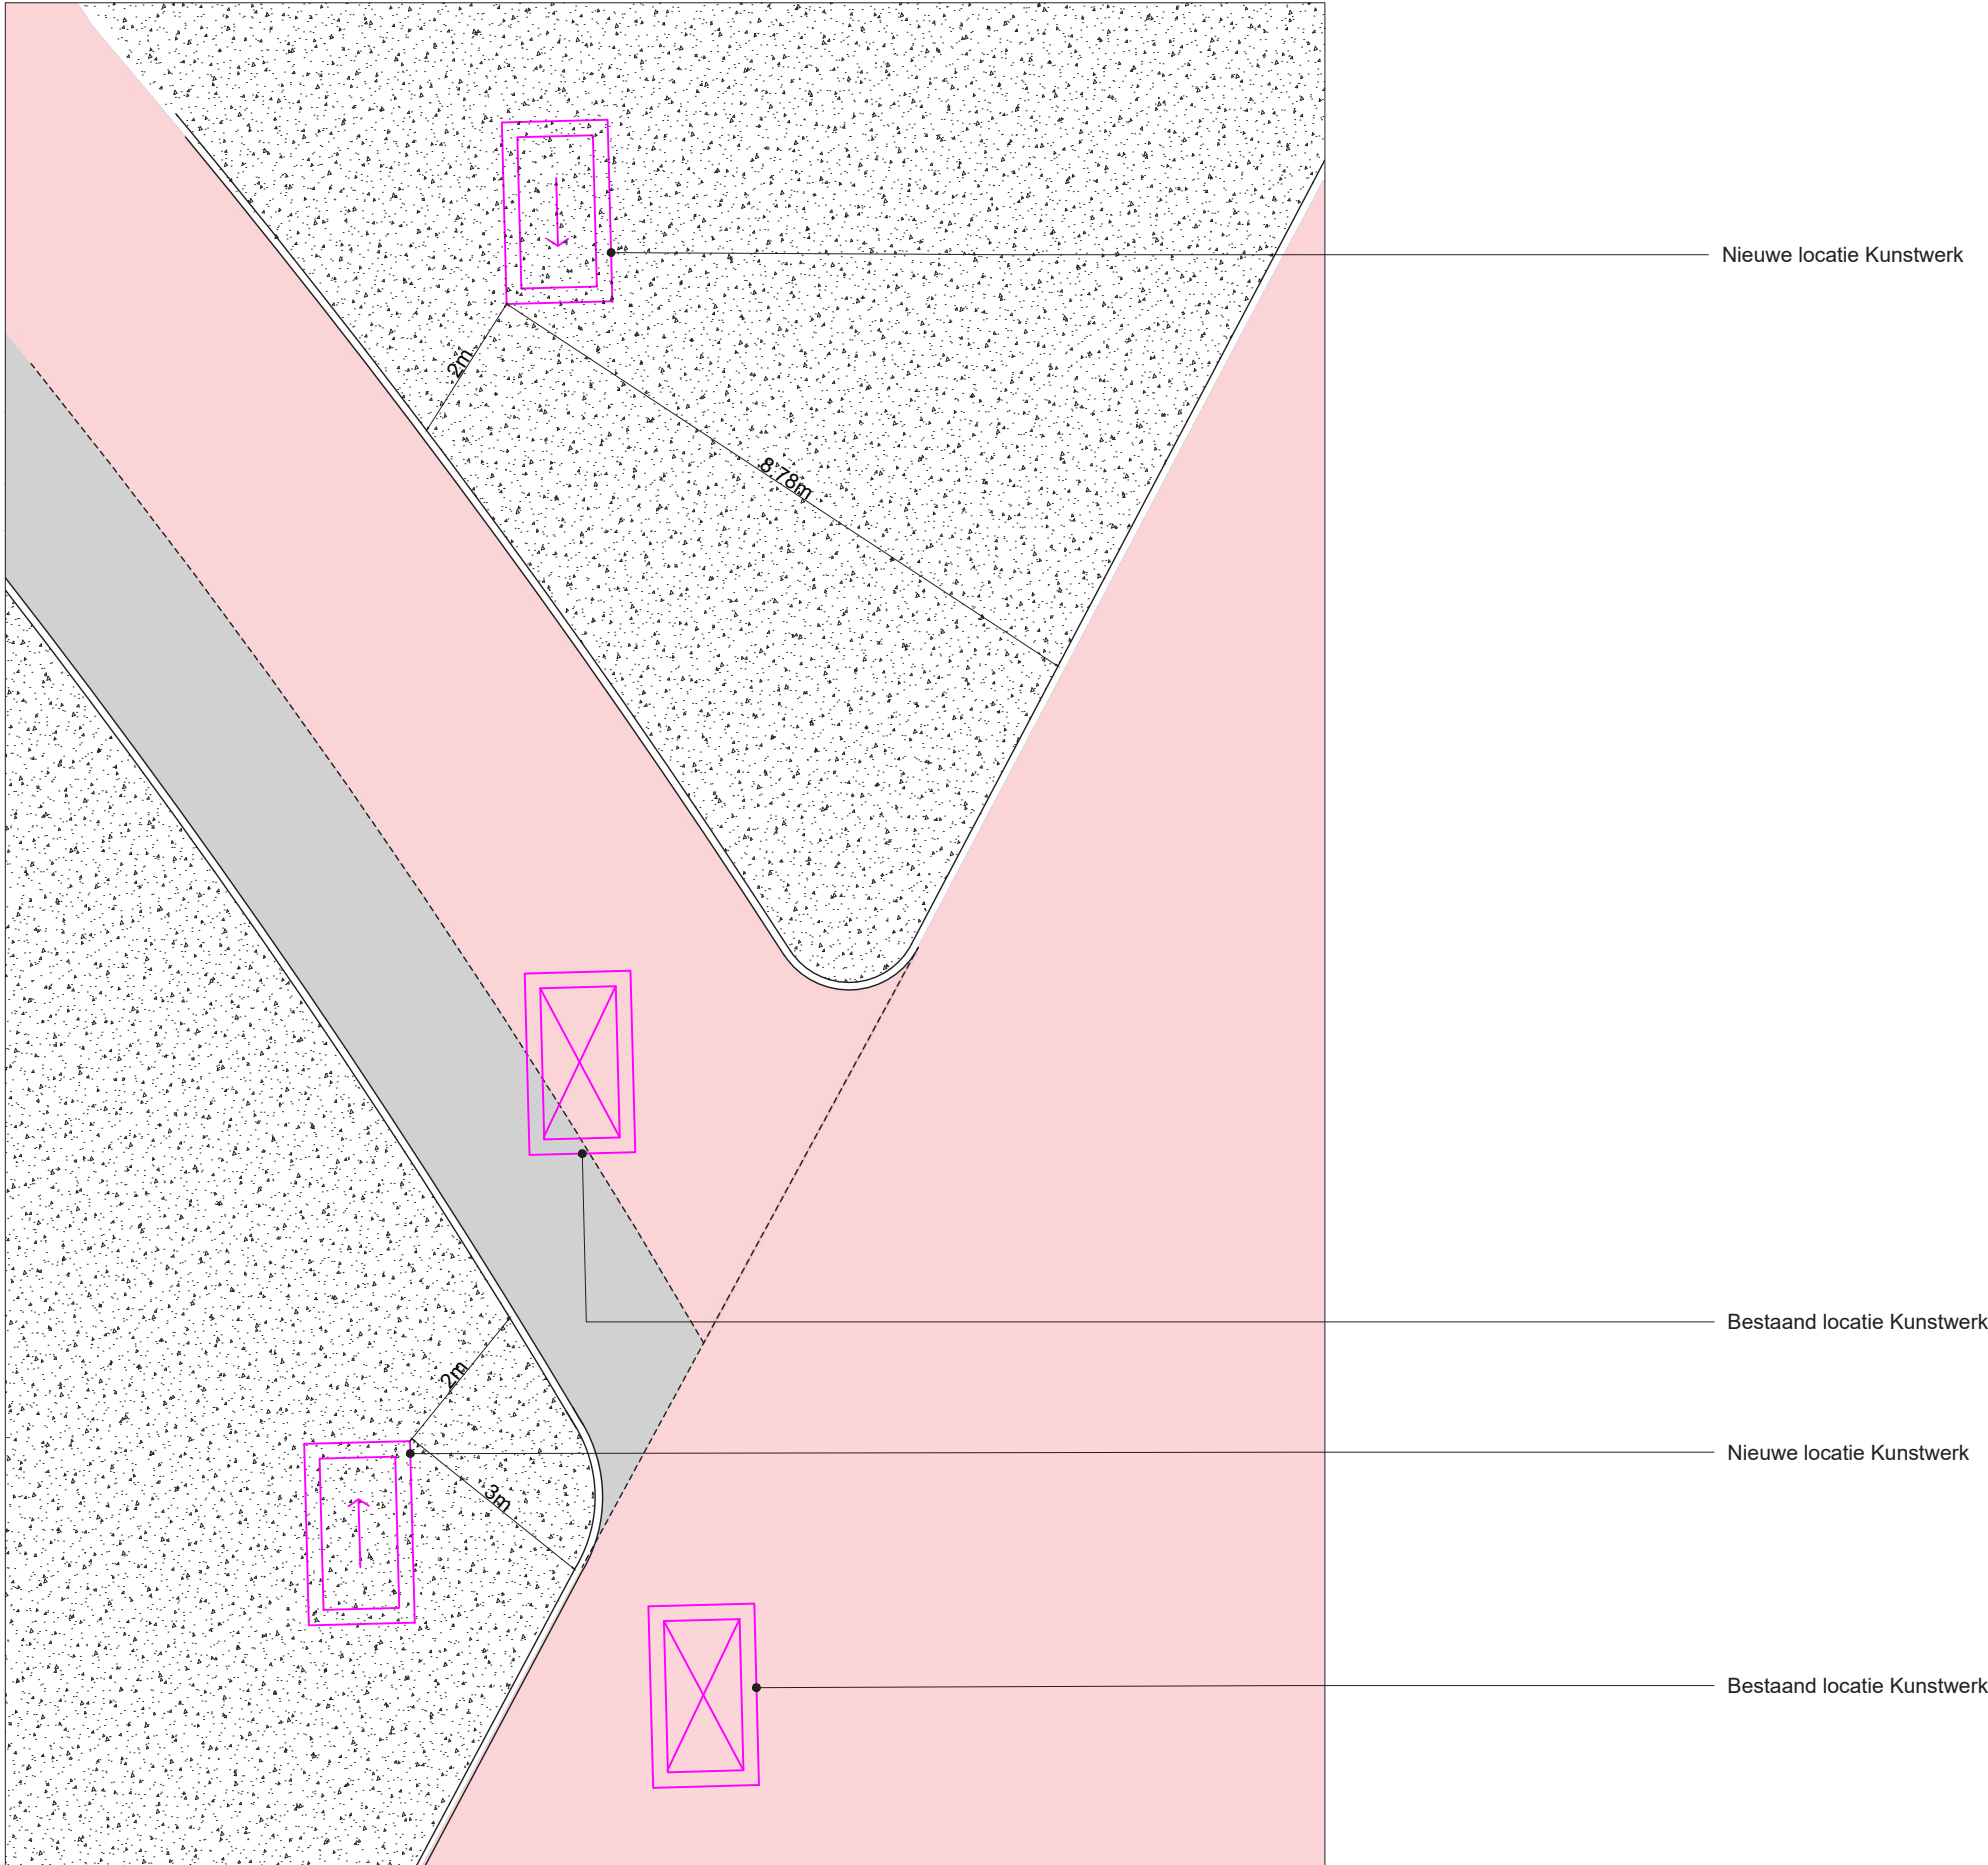 Nieuwe locatie Kunstwerk
2m
8.78m
Bestaand locatie Kunstwerk
2m
Nieuwe locatie Kunstwerk
3m
Bestaand locatie Kunstwerk